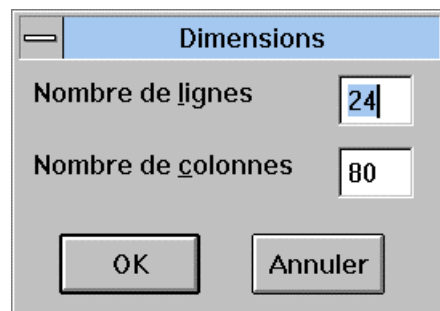 Dimensions
Nombre de lignes 24
Nombre de colonnes 80
OK Annuler